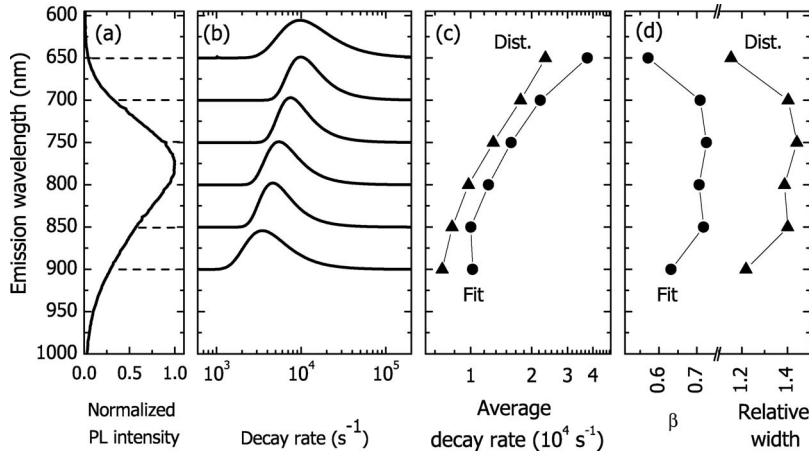 (a)
(b)
(c)
(d)
Dist.
Dist.
Fit
Fit
Emission wavelength (nm)
600
650
700
750
800
850
900
950
1000
0.0 0.5 1.0
10³ 10⁴ 10⁵
1 2 3 4
0.6 0.7 1.2 1.4
Normalized
PL intensity
Decay rate (s⁻¹)
Average
decay rate (10⁴ s⁻¹)
β
Relative
width